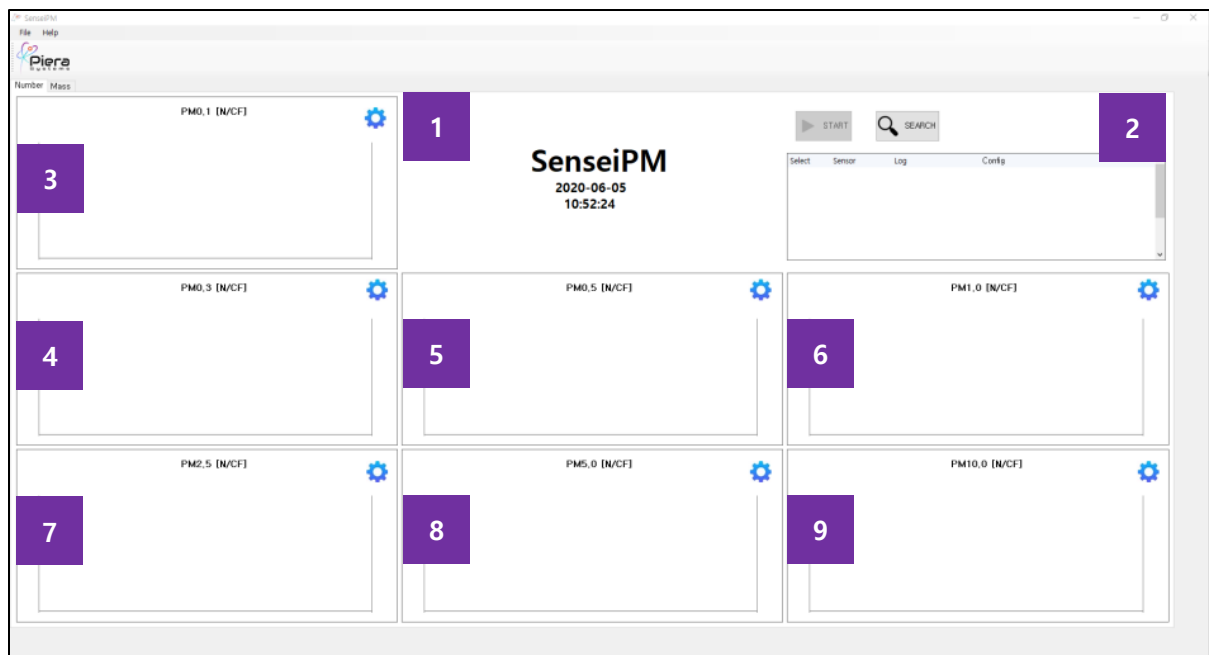 SenseiPM
File Help
Piera
Systems
Number Mass
PM0,1 [N/CF]
3
1
SenseiPM
2020-06-05
10:52:24
START SEARCH
2
Select Sensor Log Config
PM0,3 [N/CF]
4
PM0,5 [N/CF]
5
PM1,0 [N/CF]
6
PM2,5 [N/CF]
7
PM5,0 [N/CF]
8
PM10,0 [N/CF]
9